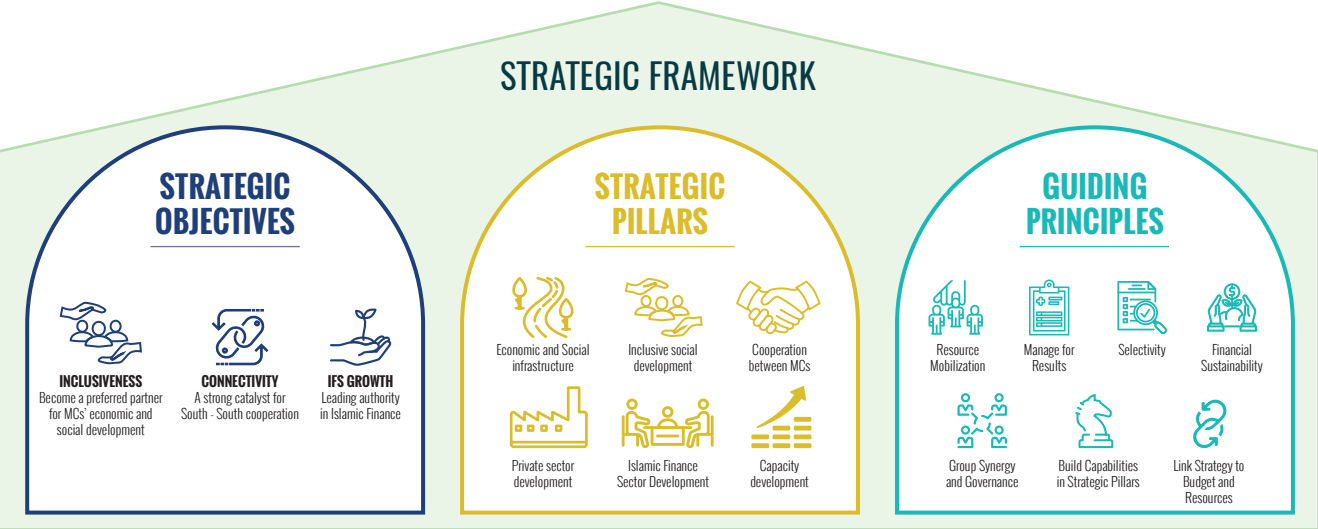 STRATEGIC FRAMEWORK
STRATEGIC
OBJECTIVES
INCLUSIVENESS
Become a preferred partner
for MCs' economic and
social development
CONNECTIVITY
A strong catalyst for
South - South cooperation
IFS GROWTH
Leading authority
in Islamic Finance
STRATEGIC
PILLARS
Economic and Social
infrastructure
Inclusive social
development
Cooperation
between MCs
Private sector
development
Islamic Finance
Sector Development
Capacity
development
GUIDING
PRINCIPLES
Resource
Mobilization
Manage for
Results
Selectivity
Financial
Sustainability
Group Synergy
and Governance
Build Capabilities
in Strategic Pillars
Link Strategy to
Budget and
Resources